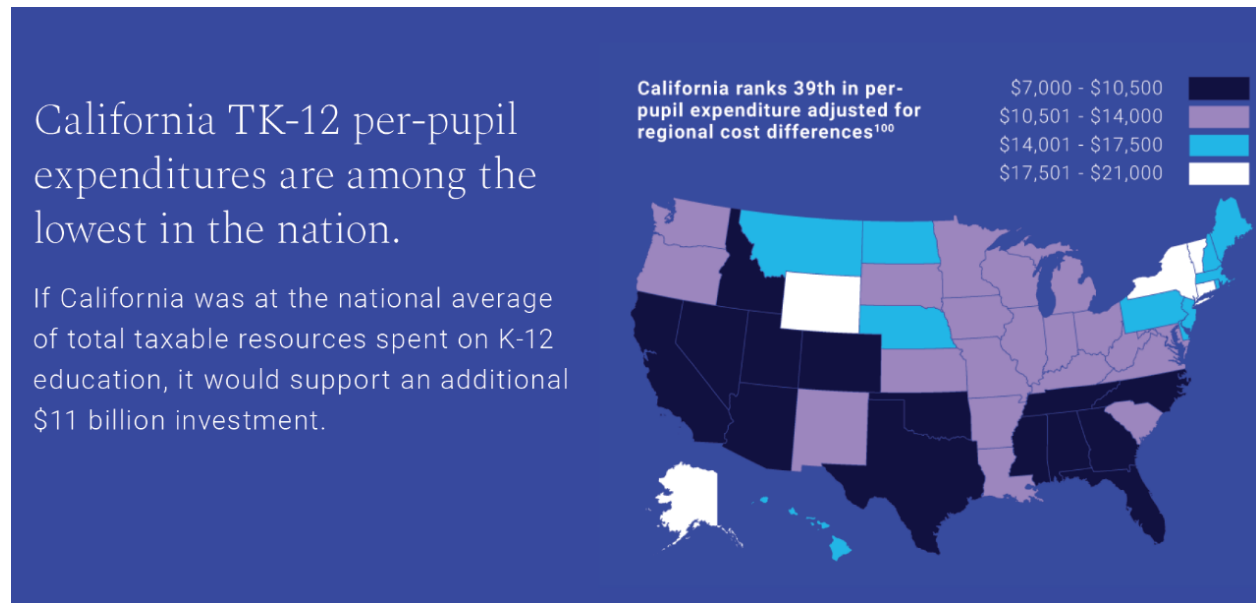 California TK-12 per-pupil
expenditures are among the
lowest in the nation.
If California was at the national average
of total taxable resources spent on K-12
education, it would support an additional
$11 billion investment.
California ranks 39th in per-
pupil expenditure adjusted for
regional cost differences¹⁰⁰
$7,000 - $10,500
$10,501 - $14,000
$14,001 - $17,500
$17,501 - $21,000